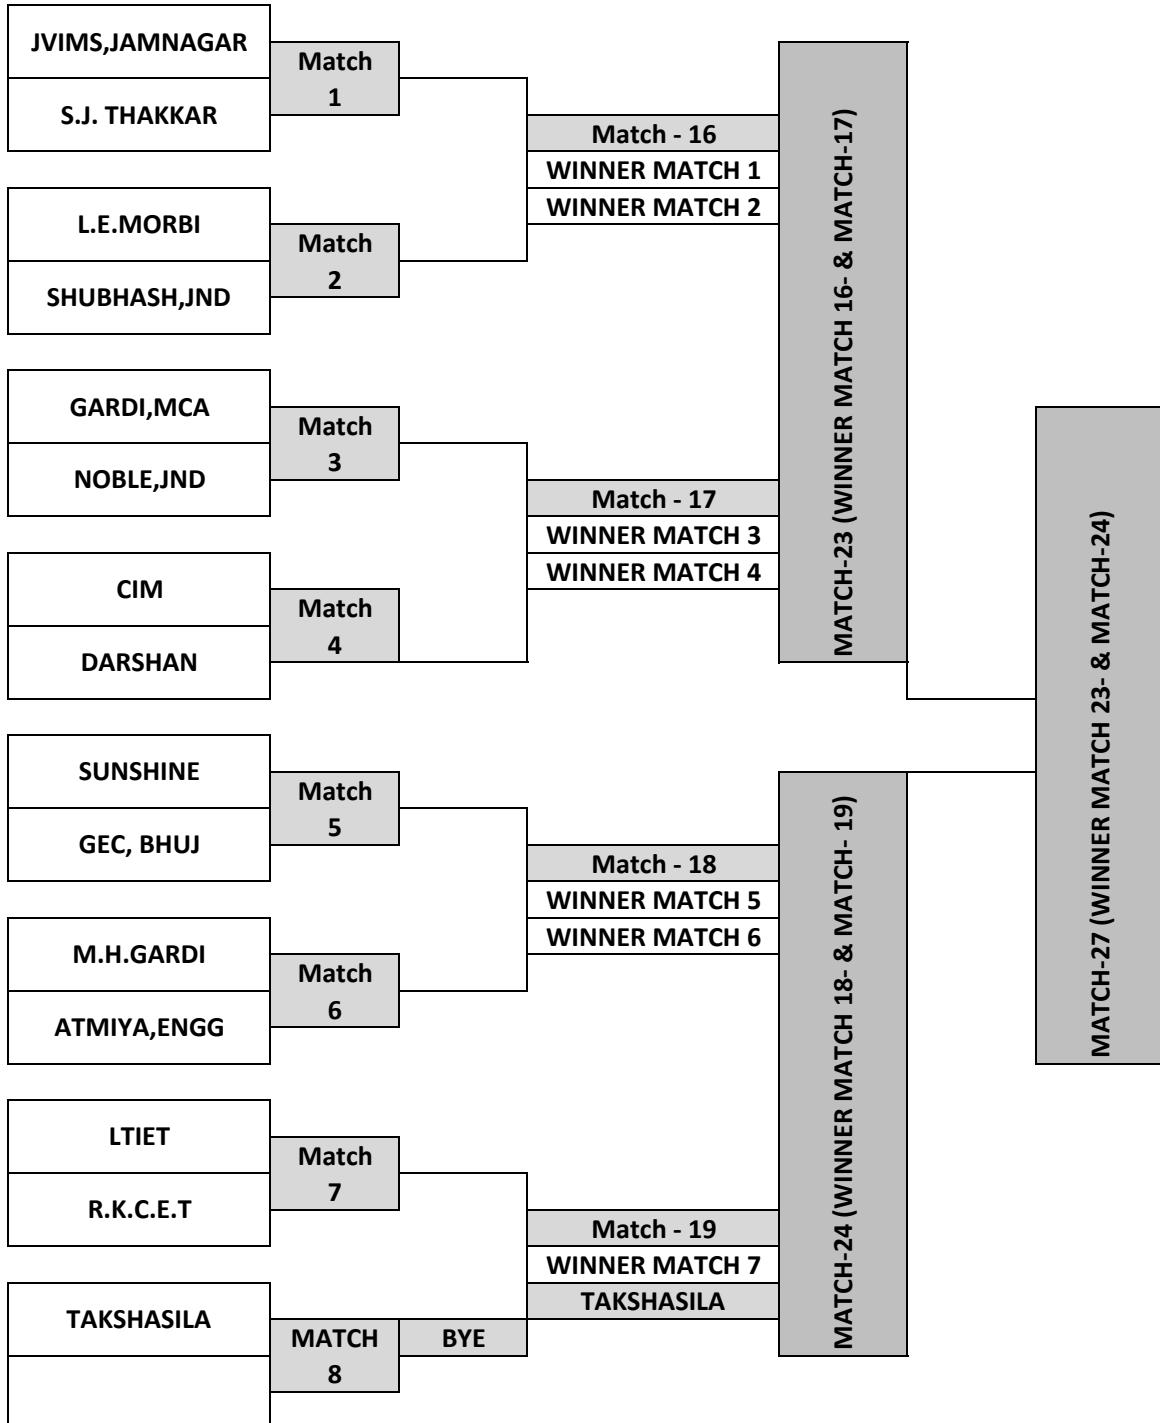 JVIMS,JAMNAGAR
S.J. THAKKAR
Match
1
L.E.MORBI
SHUBHASH,JND
Match
2
Match - 16
WINNER MATCH 1
WINNER MATCH 2
GARDI,MCA
NOBLE,JND
Match
3
CIM
DARSHAN
Match
4
Match - 17
WINNER MATCH 3
WINNER MATCH 4
MATCH-23 (WINNER MATCH 16- & MATCH-17)
SUNSHINE
GEC, BHUJ
Match
5
M.H.GARDI
ATMIYA,ENGG
Match
6
Match - 18
WINNER MATCH 5
WINNER MATCH 6
LTIET
R.K.C.E.T
Match
7
TAKSHASILA
MATCH
8
BYE
Match - 19
WINNER MATCH 7
TAKSHASILA
MATCH-24 (WINNER MATCH 18- & MATCH- 19)
MATCH-27 (WINNER MATCH 23- & MATCH-24)